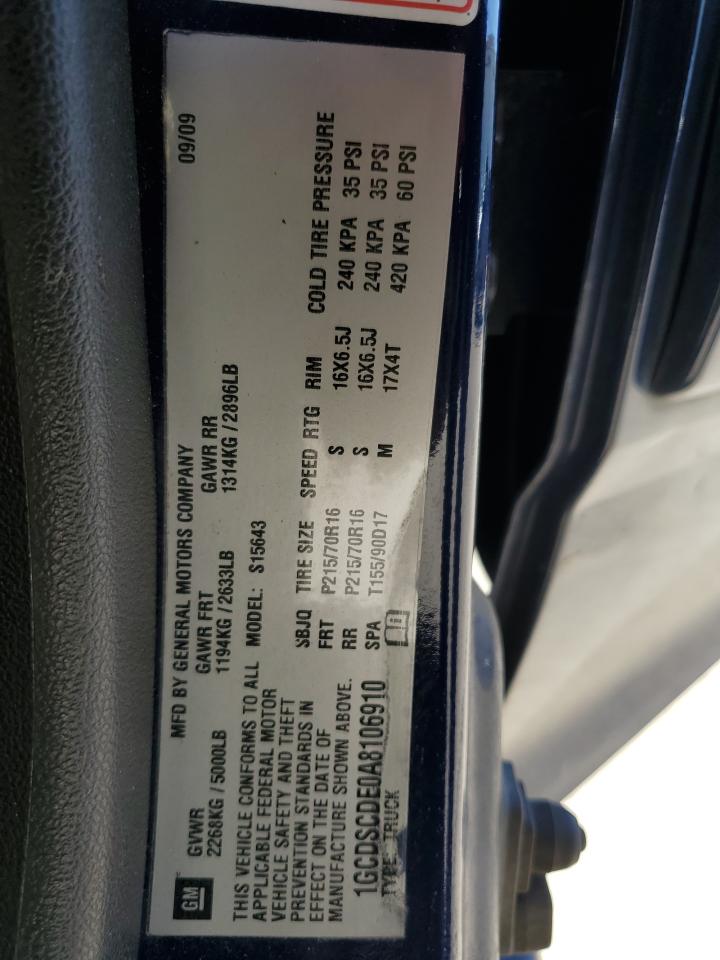 MFD BY GENERAL MOTORS COMPANY 09/09
GM
GVWR GAWR FRT GAWR RR
2268KG/5000LB 1194KG/2633LB 1314KG/2896LB
THIS VEHICLE CONFORMS TO ALL MODEL: S15643
APPLICABLE FEDERAL MOTOR
VEHICLE SAFETY AND THEFT
PREVENTION STANDARDS IN
EFFECT ON THE DATE OF
MANUFACTURE SHOWN ABOVE.
SBJQ TIRE SIZE SPEED RTG RIM COLD TIRE PRESSURE
FRT P215/70R16 S 16X6.5J 240 KPA 35 PSI
RR P215/70R16 S 16X6.5J 240 KPA 35 PSI
SPA T155/90D17 M 17X4T 420 KPA 60 PSI
1GCDSCDE0A8106910
TYPE: TRUCK